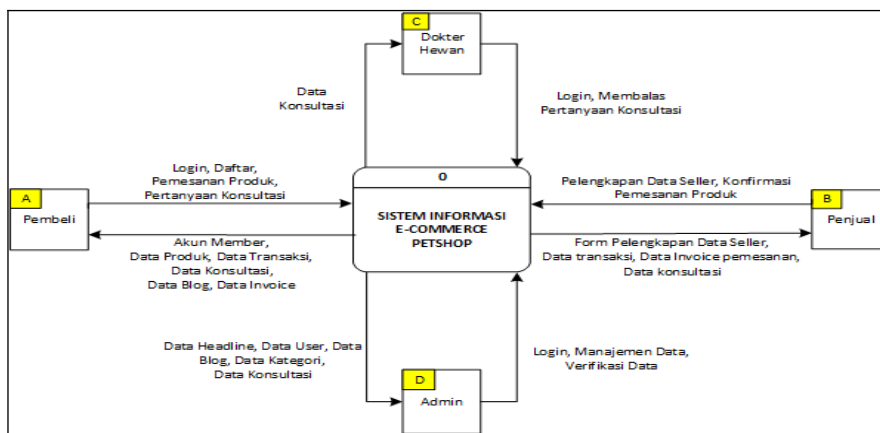 C
Dokter
Hewan
Data
Konsultasi
Login, Membalas
Pertanyaan Konsultasi
Login, Daftar,
Pemesanan Produk,
Pertanyaan Konsultasi
0
SISTEM INFORMASI
E-COMMERCE
PETSHOP
Pelengkapan Data Seller, Konfirmasi
Pemesanan Produk
A
Pembeli
B
Penjual
Akun Member,
Data Produk, Data Transaksi,
Data Konsultasi,
Data Blog, Data Invoice
Form Pelengkapan Data Seller,
Data transaksi, Data Invoice pemesanan,
Data konsultasi
Data Headline, Data User, Data
Blog, Data Kategori,
Data Konsultasi
Login, Manajemen Data,
Verifikasi Data
D
Admin